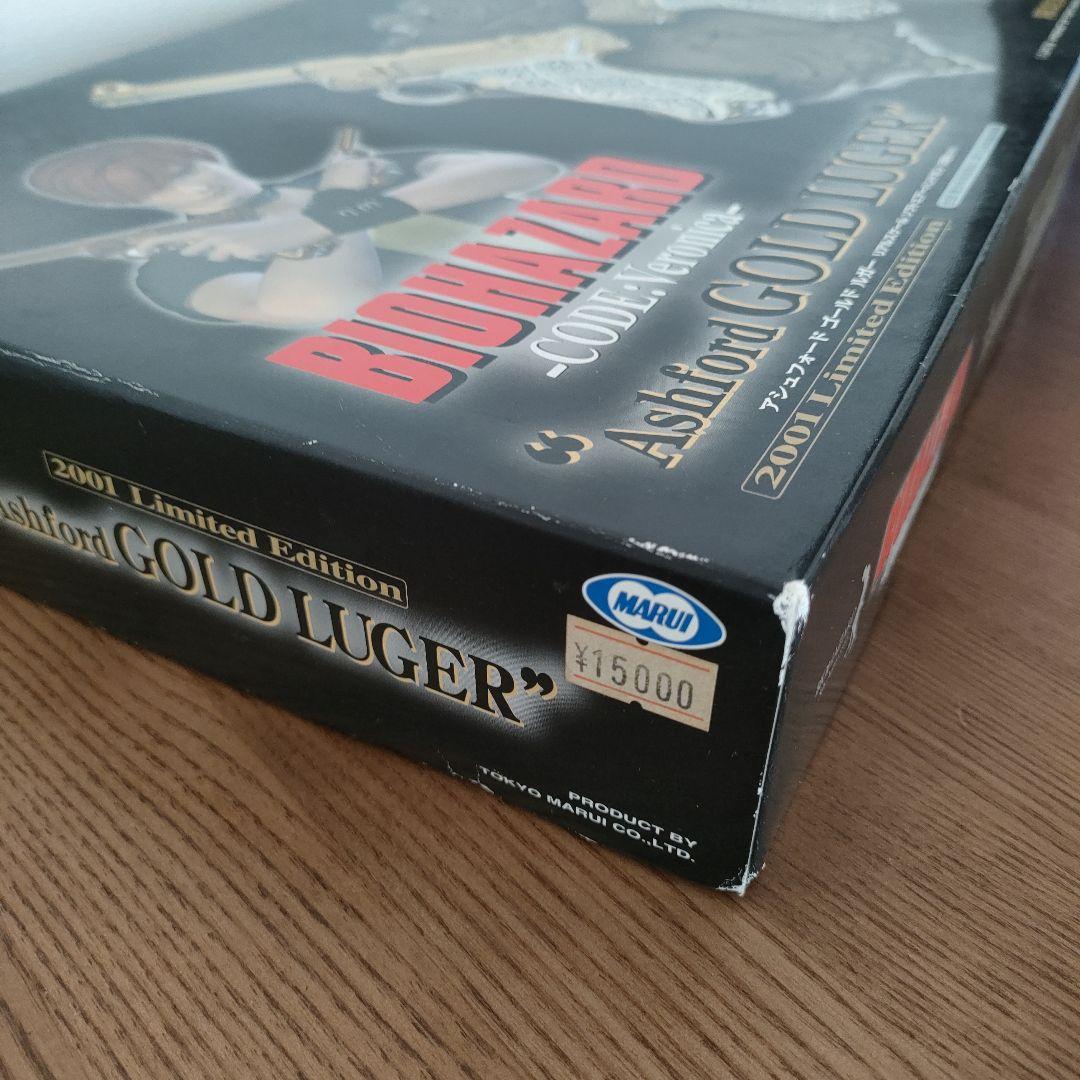 BIOHAZARD
-CODE:Veronica-
"Ashford GOLD LUGER"
アシュフォード ゴールド ルガー
2001 Limited Edition
2001 Limited Edition
Ashford GOLD LUGER"
MARUI
¥15000
PRODUCT BY
TOKYO MARUI CO.,LTD.